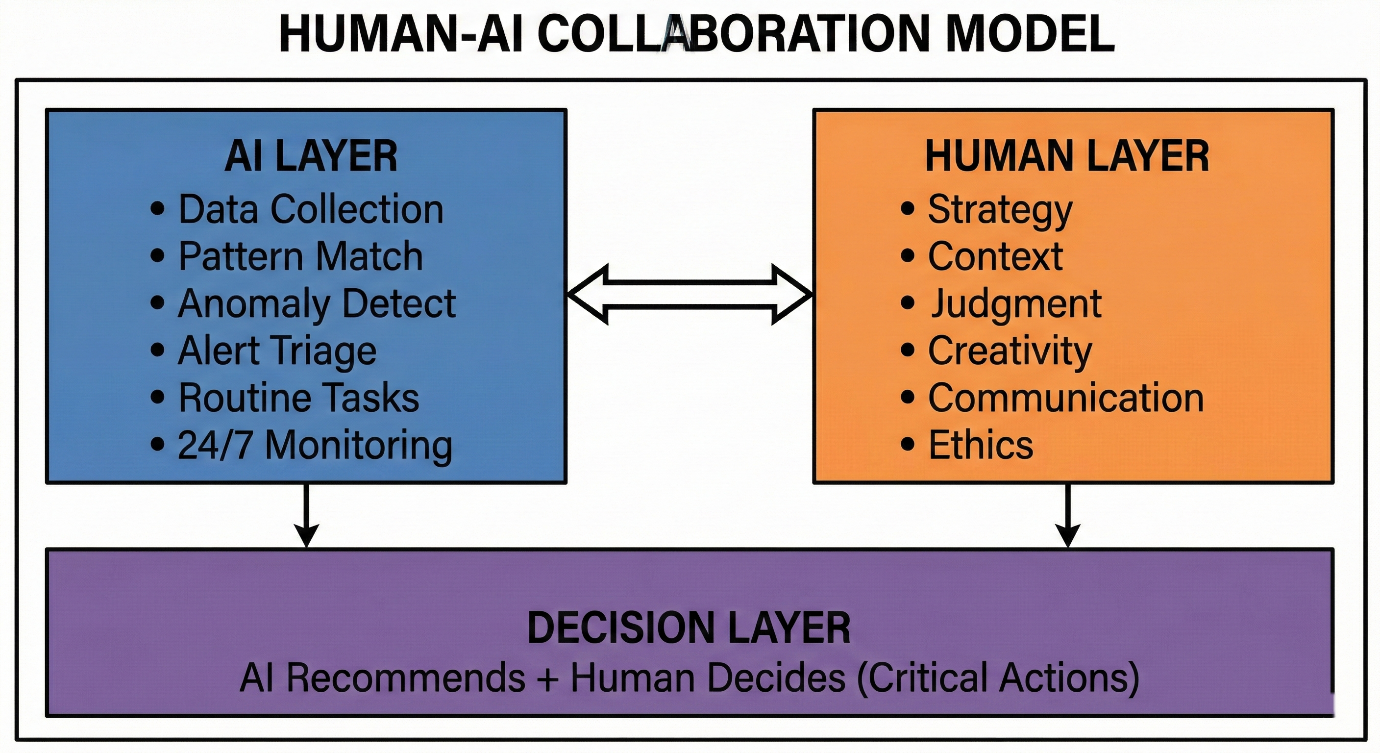 HUMAN-AI COLLABORATION MODEL
AI LAYER
• Data Collection
• Pattern Match
• Anomaly Detect
• Alert Triage
• Routine Tasks
• 24/7 Monitoring
HUMAN LAYER
• Strategy
• Context
• Judgment
• Creativity
• Communication
• Ethics
DECISION LAYER
AI Recommends + Human Decides (Critical Actions)